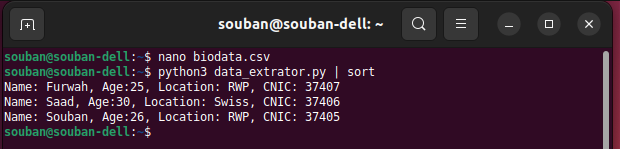 souban@souban-dell: ~
souban@souban-dell:~$ nano biodata.csv
souban@souban-dell:~$ python3 data_extrator.py | sort
Name: Furwah, Age:25, Location: RWP, CNIC: 37407
Name: Saad, Age:30, Location: Swiss, CNIC: 37406
Name: Souban, Age:26, Location: RWP, CNIC: 37405
souban@souban-dell:~$